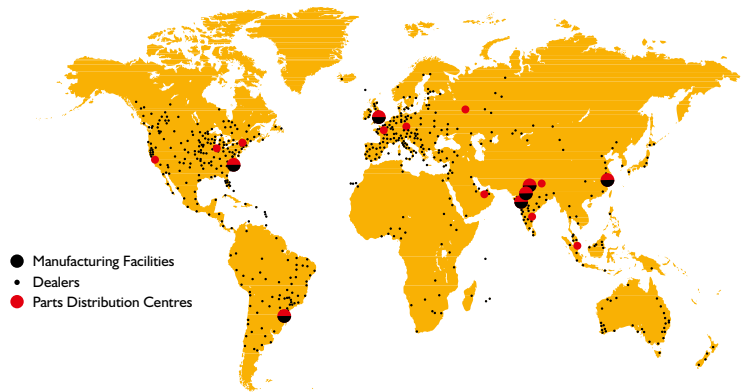 Manufacturing Facilities
Dealers
Parts Distribution Centres